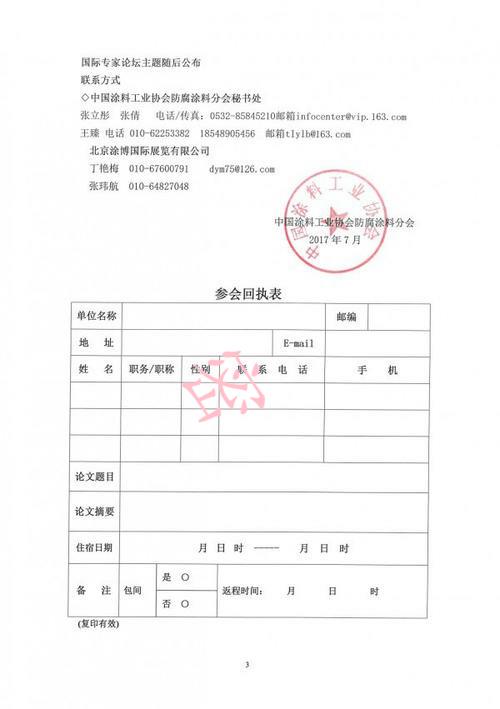 国际专家论坛主题随后公布
联系方式
◇中国涂料工业协会防腐涂料分会秘书处
张立彤 张倩 电话/传真：0532-85845210邮箱infocenter@vip.163.com
王臻 电话 010-62253382 18548905456 邮箱tlylb@163.com
北京涂博国际展览有限公司
丁艳梅 010-67600791 dym75@126.com
张玮航 010-64827048
中国涂料工业协会
中国涂料工业协会防腐涂料分会
2017 年 7 月
参会回执表
单位名称 邮编
地 址 E-mail
姓 名 职务/职称 性别 联 系 电 话 手 机
论文题目
论文摘要
住宿日期 月 日 时 ----- 月 日 时
备 注 包间 是 〇 返程时间： 月 日 时
否 〇
(复印有效)
3